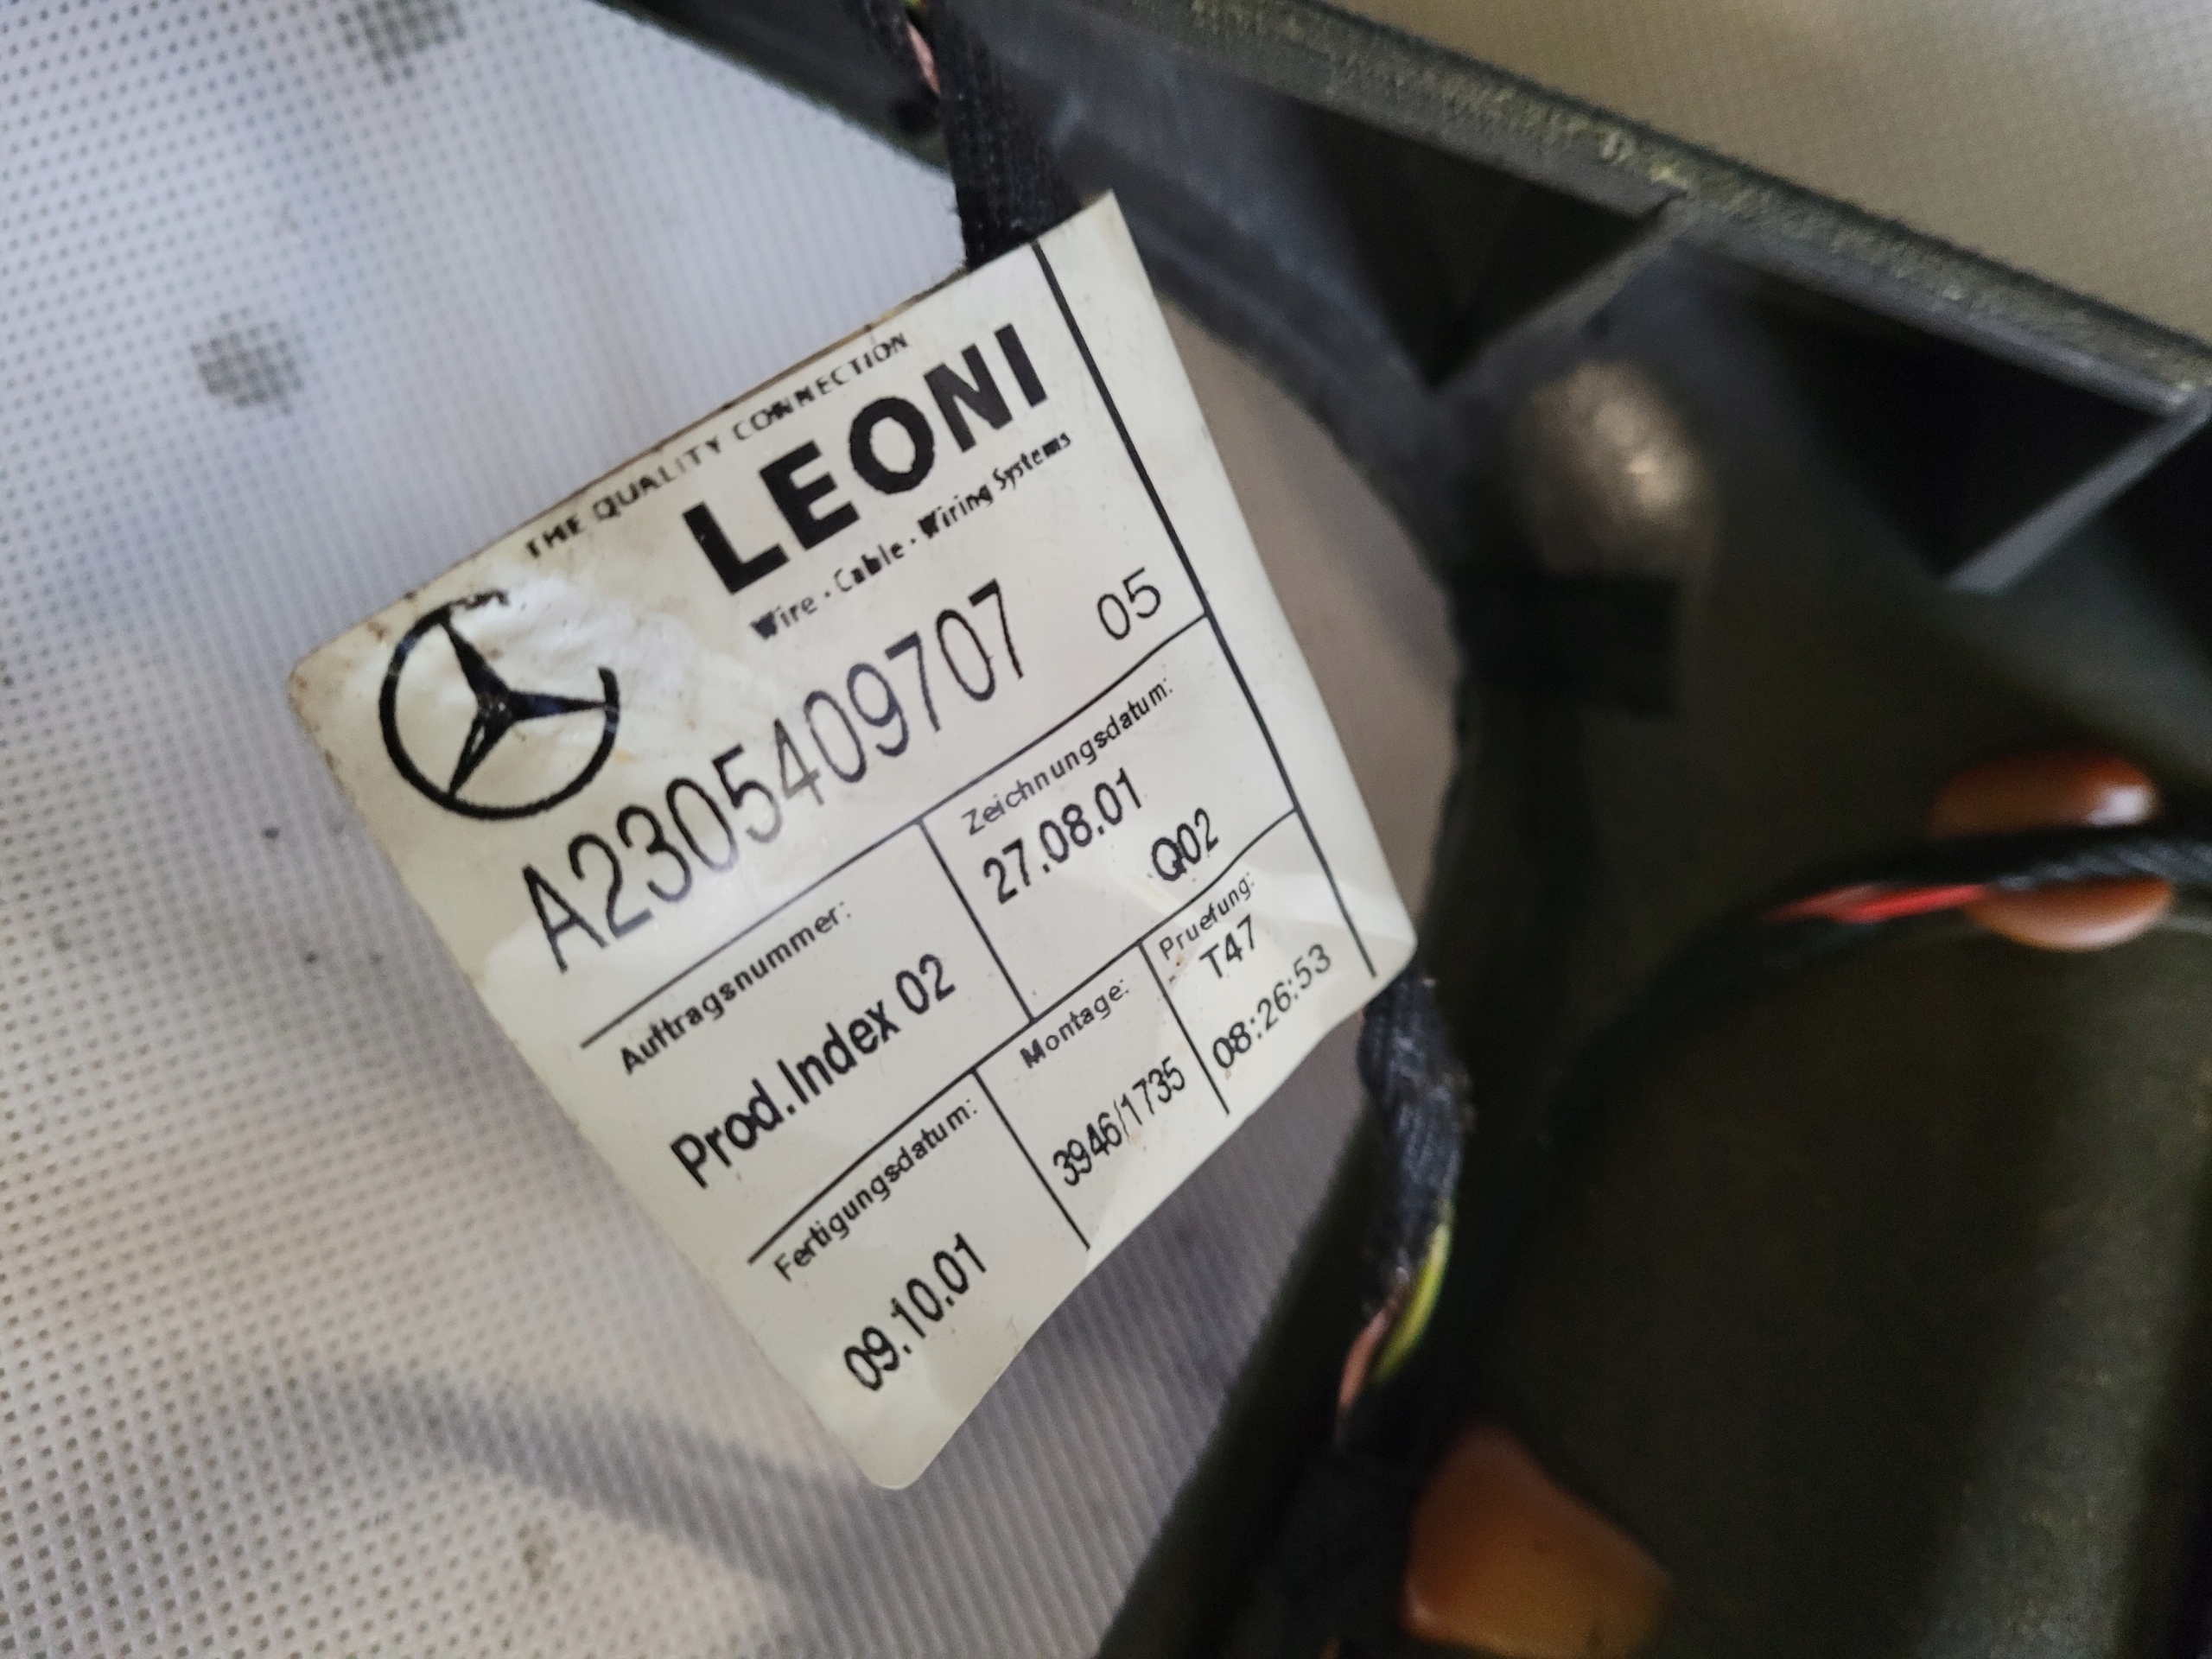 THE QUALITY CONNECTION
LEONI
Wire · Cable · Wiring Systems
A2305409707 05
Auftragsnummer:
Prod.Index 02
Zeichnungsdatum:
27.08.01
Q02
Fertigungsdatum:
09.10.01
Montage:
3946/1735
Pruefung:
T47
08:26:53